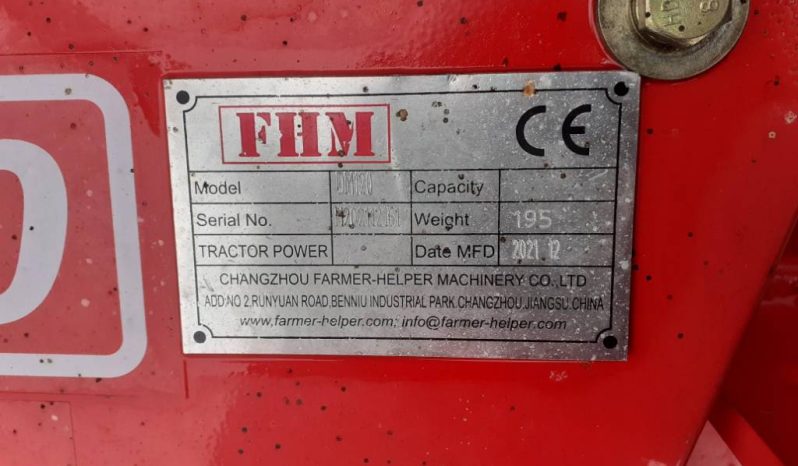 FHM CE
Model Capacity
Serial No. Weight 195
TRACTOR POWER Date MFD 2021 12
CHANGZHOU FARMER-HELPER MACHINERY CO., LTD
ADD:NO 2.RUNYUAN ROAD.BENNIU INDUSTRIAL PARK.CHANGZHOU.JIANGSU.CHINA
www.farmer-helper.com; info@farmer-helper.com